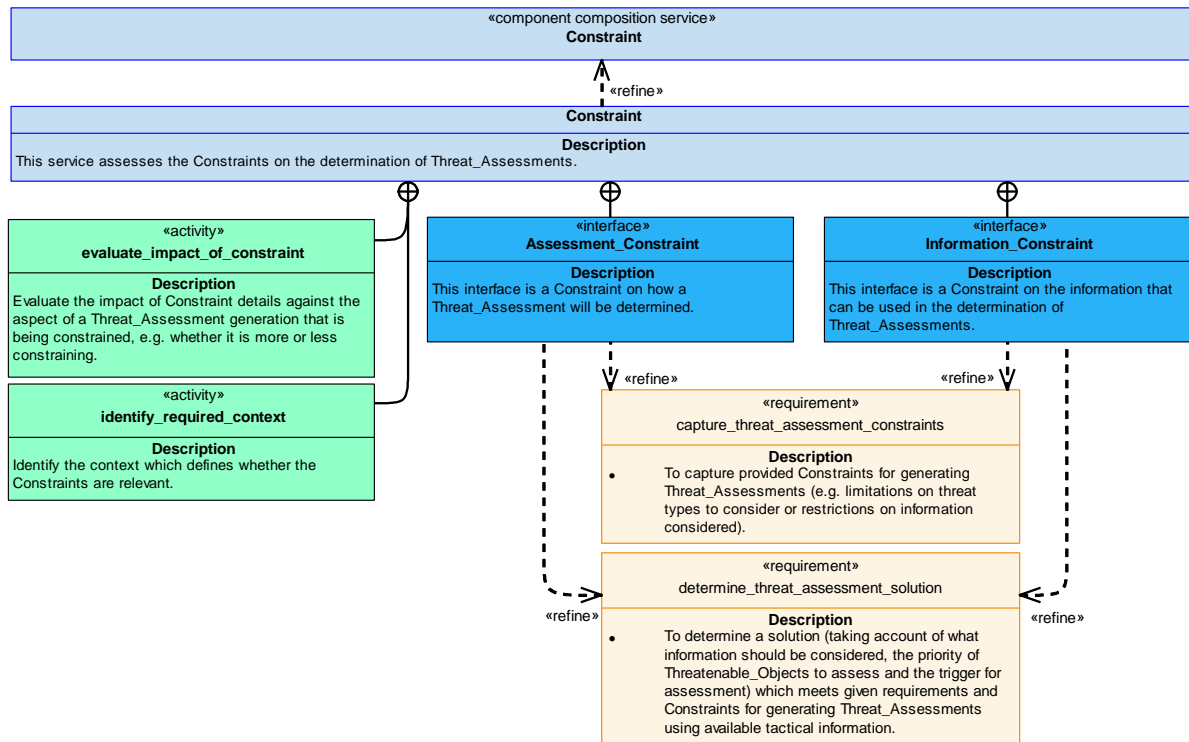 «component composition service»
Constraint
«refine»
Constraint
Description
This service assesses the Constraints on the determination of Threat_Assessments.
«activity»
evaluate_impact_of_constraint
Description
Evaluate the impact of Constraint details against the
aspect of a Threat_Assessment generation that is
being constrained, e.g. whether it is more or less
constraining.
«activity»
identify_required_context
Description
Identify the context which defines whether the
Constraints are relevant.
«interface»
Assessment_Constraint
Description
This interface is a Constraint on how a
Threat_Assessment will be determined.
«interface»
Information_Constraint
Description
This interface is a Constraint on the information that
can be used in the determination of
Threat_Assessments.
«refine»
«refine»
«requirement»
capture_threat_assessment_constraints
Description
• To capture provided Constraints for generating
Threat_Assessments (e.g. limitations on threat
types to consider or restrictions on information
considered).
«refine»
«refine»
«requirement»
determine_threat_assessment_solution
Description
• To determine a solution (taking account of what
information should be considered, the priority of
Threatenable_Objects to assess and the trigger for
assessment) which meets given requirements and
Constraints for generating Threat_Assessments
using available tactical information.